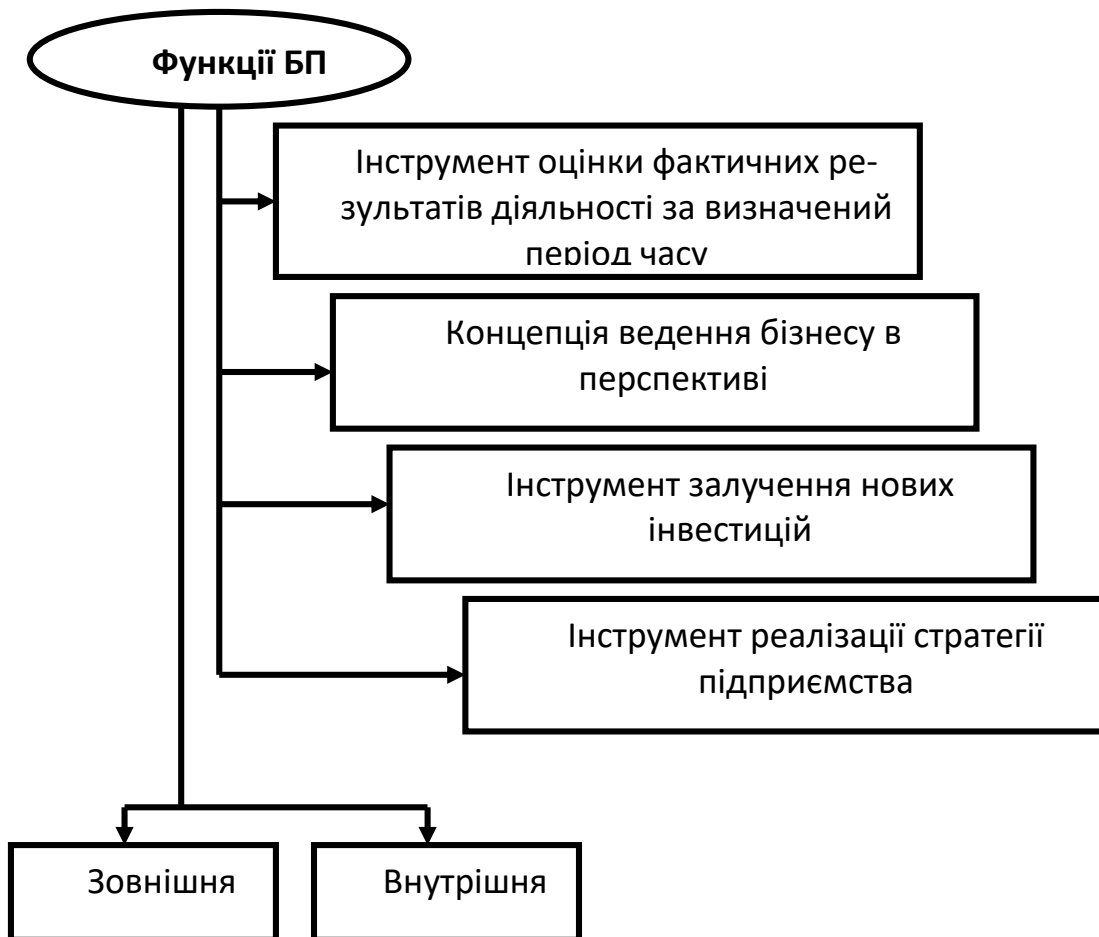 Функції БП
Інструмент оцінки фактичних ре-
зультатів діяльності за визначений
період часу
Концепція ведення бізнесу в
перспективі
Інструмент залучення нових
інвестицій
Інструмент реалізації стратегії
підприємства
Зовнішня
Внутрішня